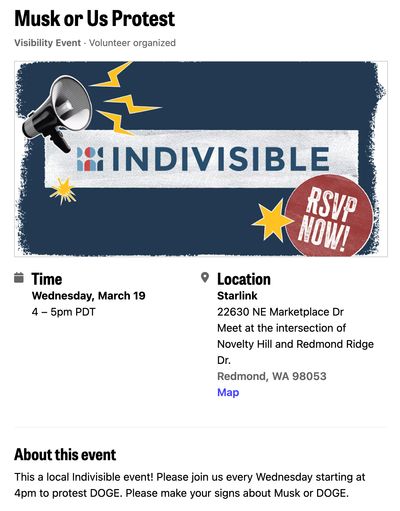 Musk or Us Protest
Visibility Event · Volunteer organized
INDIVISIBLE
RSVP
NOW!
Time
Wednesday, March 19
4 – 5pm PDT
Location
Starlink
22630 NE Marketplace Dr
Meet at the intersection of
Novelty Hill and Redmond Ridge
Dr.
Redmond, WA 98053
Map
About this event
This a local Indivisible event! Please join us every Wednesday starting at
4pm to protest DOGE. Please make your signs about Musk or DOGE.